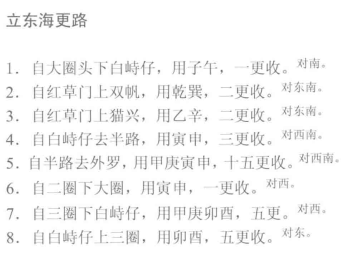 立东海更路
1. 自大圈头下白峙仔，用子午，一更收。对南。
2. 自红草门上双帆，用乾巽，二更收。对东南。
3. 自红草门上猫兴，用乙辛，二更收。对东南。
4. 自白峙仔去半路，用寅申，三更收。对西南。
5. 自半路去外罗，用甲庚寅申，十五更收。对西南。
6. 自二圈下大圈，用寅申，一更收。对西。
7. 自三圈下白峙仔，用甲庚卯酉，五更。对西。
8. 自白峙仔上三圈，用卯酉，五更收。对东。